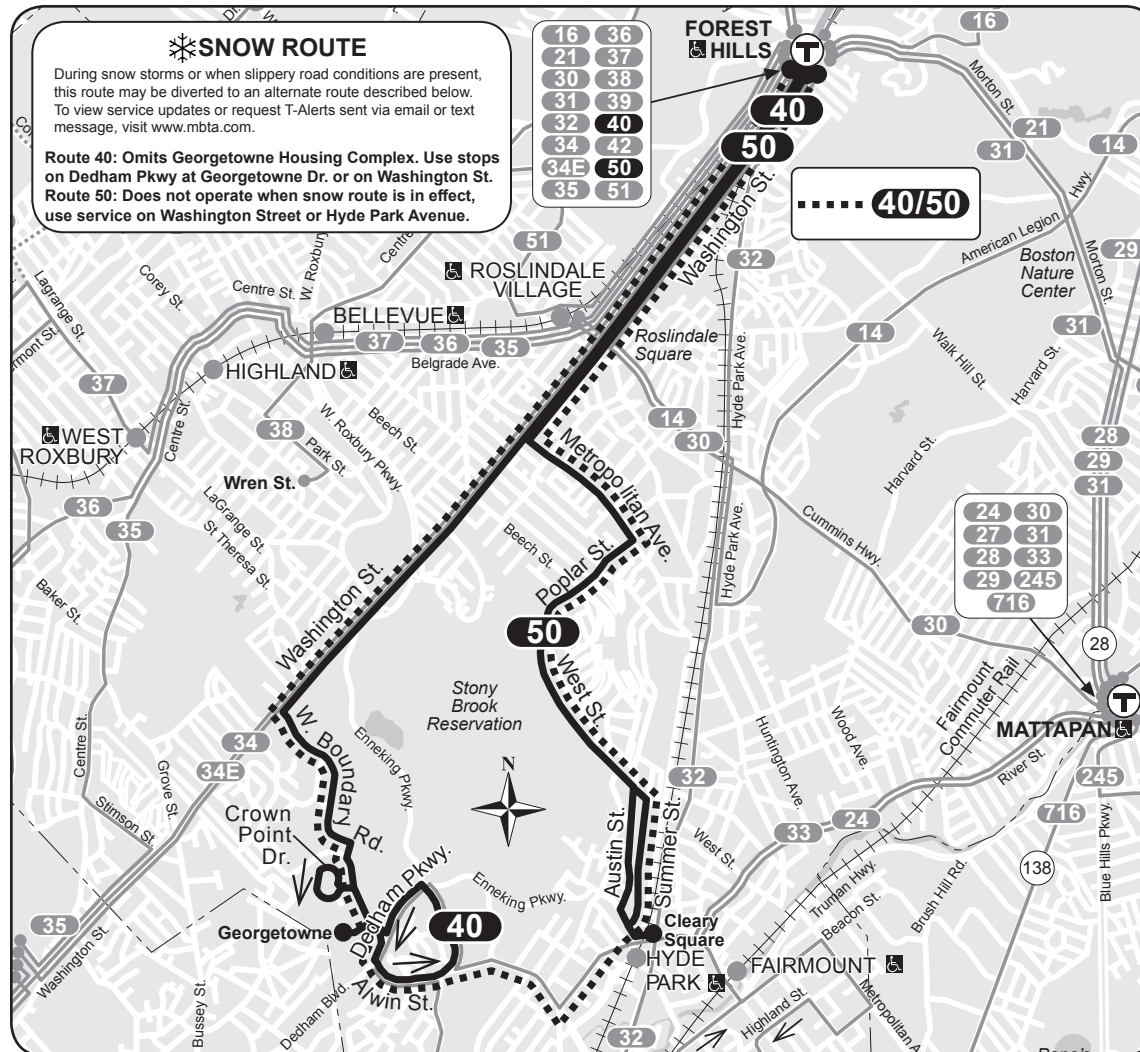 SNOW ROUTE
During snow storms or when slippery road conditions are present,
this route may be diverted to an alternate route described below.
To view service updates or request T-Alerts sent via email or text
message, visit www.mbta.com.
Route 40: Omits Georgetowne Housing Complex. Use stops
on Dedham Pkwy at Georgetowne Dr. or on Washington St.
Route 50: Does not operate when snow route is in effect,
use service on Washington Street or Hyde Park Avenue.
16 36
21 37
30 38
31 39
32 40
34 42
34E 50
35 51
FOREST
HILLS
T
16
40
50
40/50
Morton St.
21
31
14
American Legion Hwy.
Boston
Nature
Center
Morton St.
29
31
Washington St.
32
51
ROSLINDALE
VILLAGE
Lagrange St.
Corey St.
Centre St.
W. Roxbury
Centre
BELLEVUE
37
36
35
Belgrade Ave.
Roslindale
Square
Hyde Park Ave.
14
Walk Hill St.
Harvard St.
HIGHLAND
37
WEST
ROXBURY
Centre St.
38
Park St.
W. Roxbury Pkwy.
Beech St.
Wren St.
14
30
Metropolitan Ave.
Harvard St.
28
29
31
36
35
LaGrange St.
St Theresa St.
Beech St.
Poplar St.
Hyde Park Ave.
Cummins Hwy.
24 30
27 31
28 33
29 245
716
Baker St.
Washington St.
50
West St.
30
28
Fairmount
Commuter Rail
T
MATTAPAN
Stony
Brook
Reservation
Centre St.
34
34E
W Boundary Rd.
Enneking Pkwy.
N
Huntington Ave.
Wood Ave.
32
River St.
245
716
Grove St.
Stimson St.
Crown
Point
Dr.
Austin St.
Summer St.
West St.
33
24
138
Blue Hills Pkwy.
Dedham Pkwy.
Enneking Pkwy.
40
Truman Hwy.
Beacon St.
Brush Hill Rd.
35
Washington St.
Georgetowne
Cleary
Square
HYDE
PARK
FAIRMOUNT
Alwin St.
Bussey St.
Dedham Blvd.
32
Highland St.
Metropolitan A